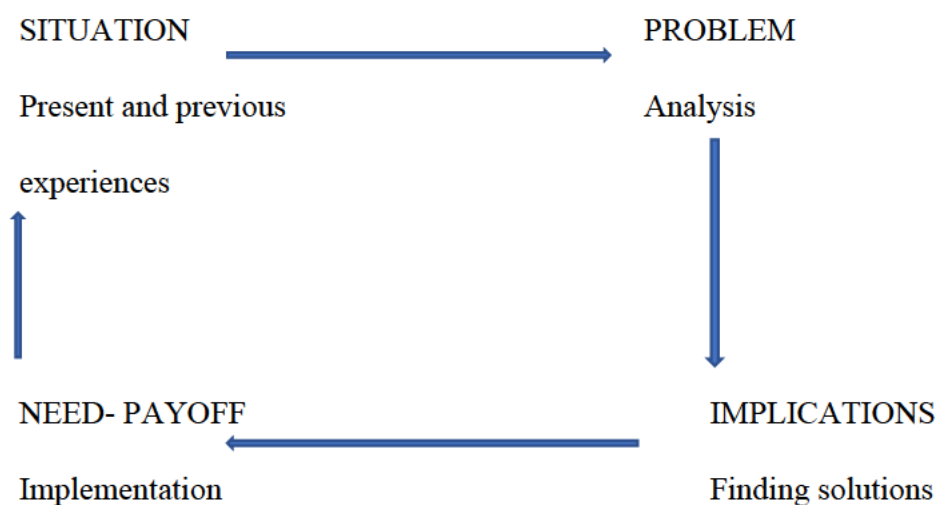 SITUATION
PROBLEM
Present and previous
experiences
Analysis
NEED- PAYOFF
IMPLICATIONS
Implementation
Finding solutions